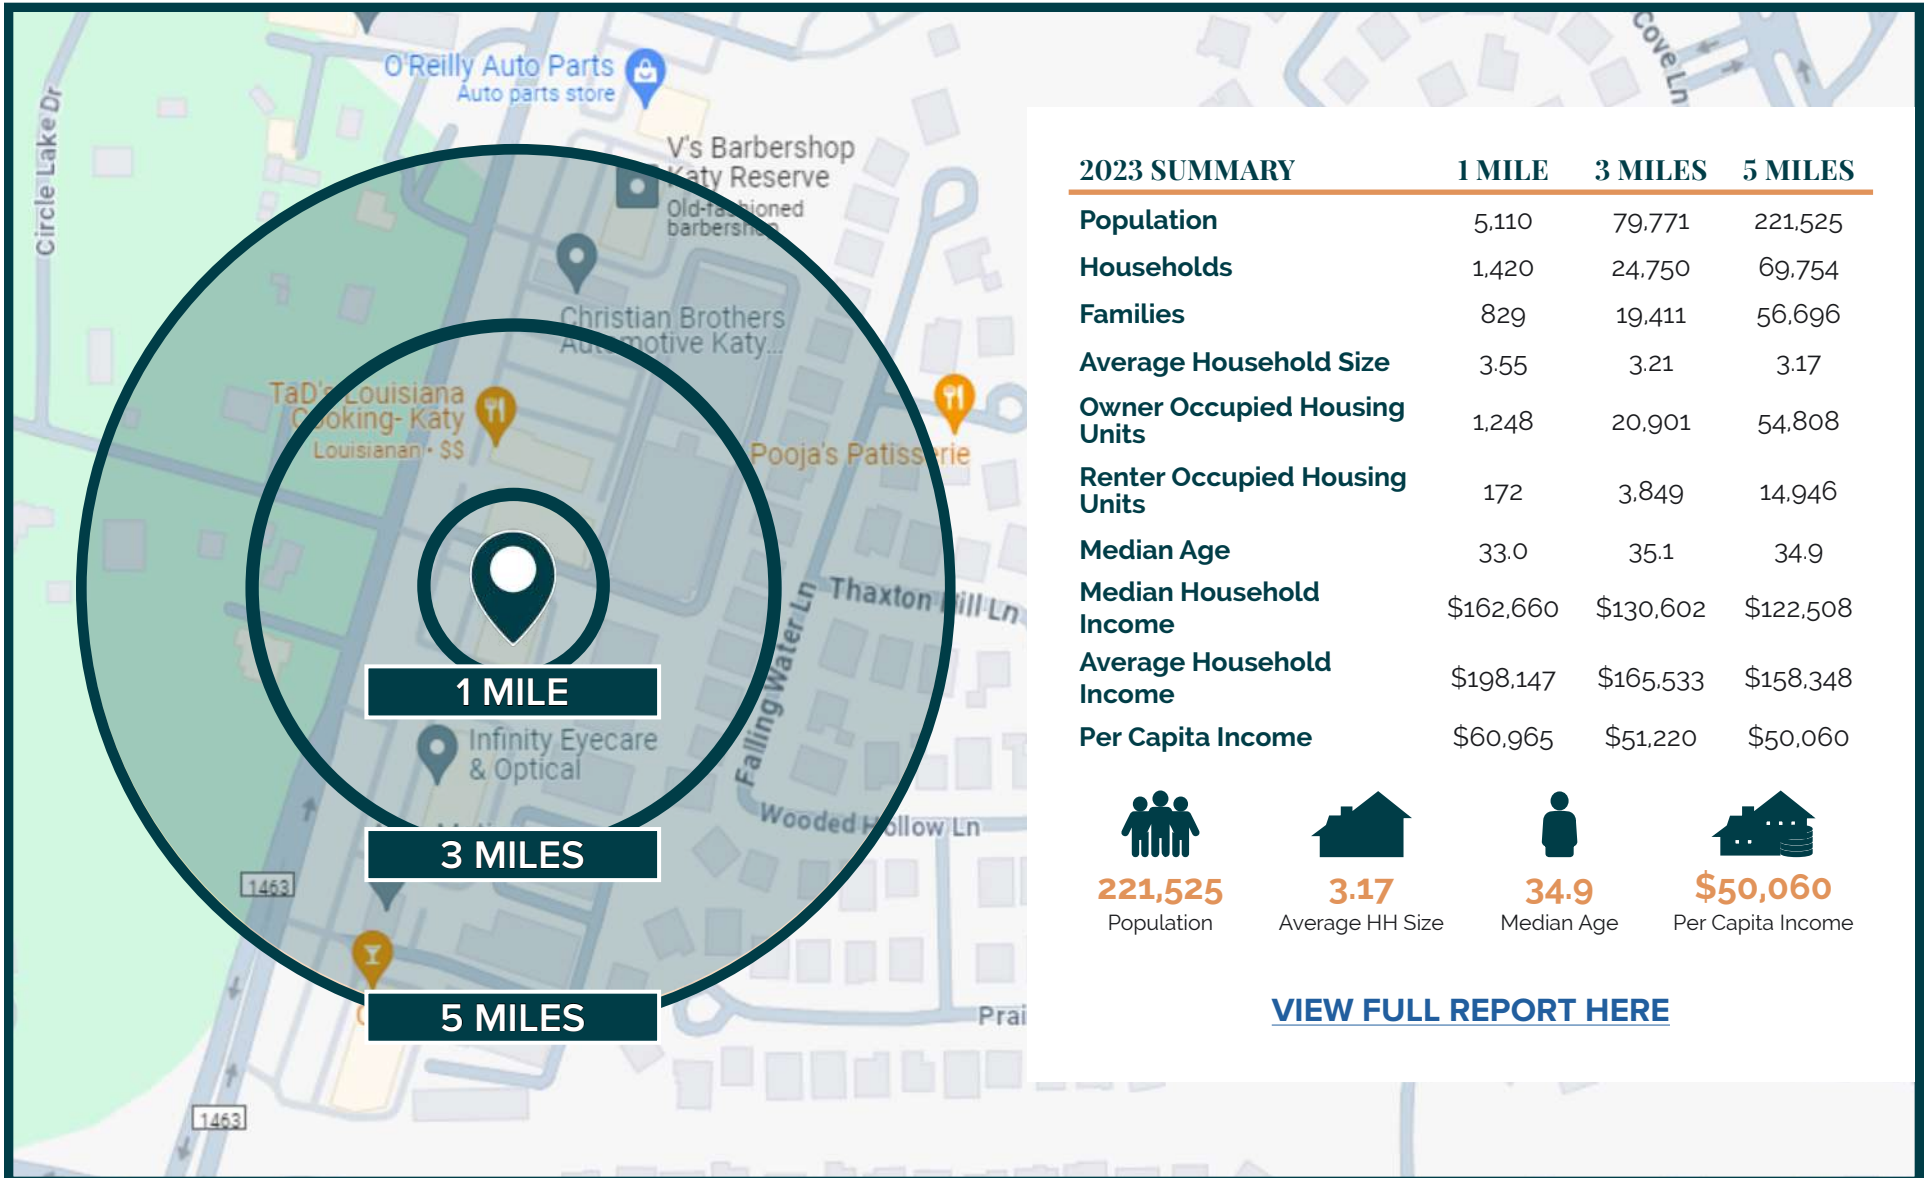 Cove Ln
Circle Lake Dr
O'Reilly Auto Parts
Auto parts store
V's Barbershop
Katy Reserve
Old-fashioned
barbershop
Christian Brothers
Automotive Katy...
TaD's Louisiana
Cooking- Katy
Louisianan • $$
Pooja's Patisserie
Thaxton Hill Ln
Falling Water Ln
1 MILE
Infinity Eyecare
& Optical
Wooded Hollow Ln
3 MILES
1463
5 MILES
Prai
1463
2023 SUMMARY 1 MILE 3 MILES 5 MILES
Population 5,110 79,771 221,525
Households 1,420 24,750 69,754
Families 829 19,411 56,696
Average Household Size 3.55 3.21 3.17
Owner Occupied Housing
Units 1,248 20,901 54,808
Renter Occupied Housing
Units 172 3,849 14,946
Median Age 33.0 35.1 34.9
Median Household
Income $162,660 $130,602 $122,508
Average Household
Income $198,147 $165,533 $158,348
Per Capita Income $60,965 $51,220 $50,060
221,525 3.17 34.9 $50,060
Population Average HH Size Median Age Per Capita Income
VIEW FULL REPORT HERE